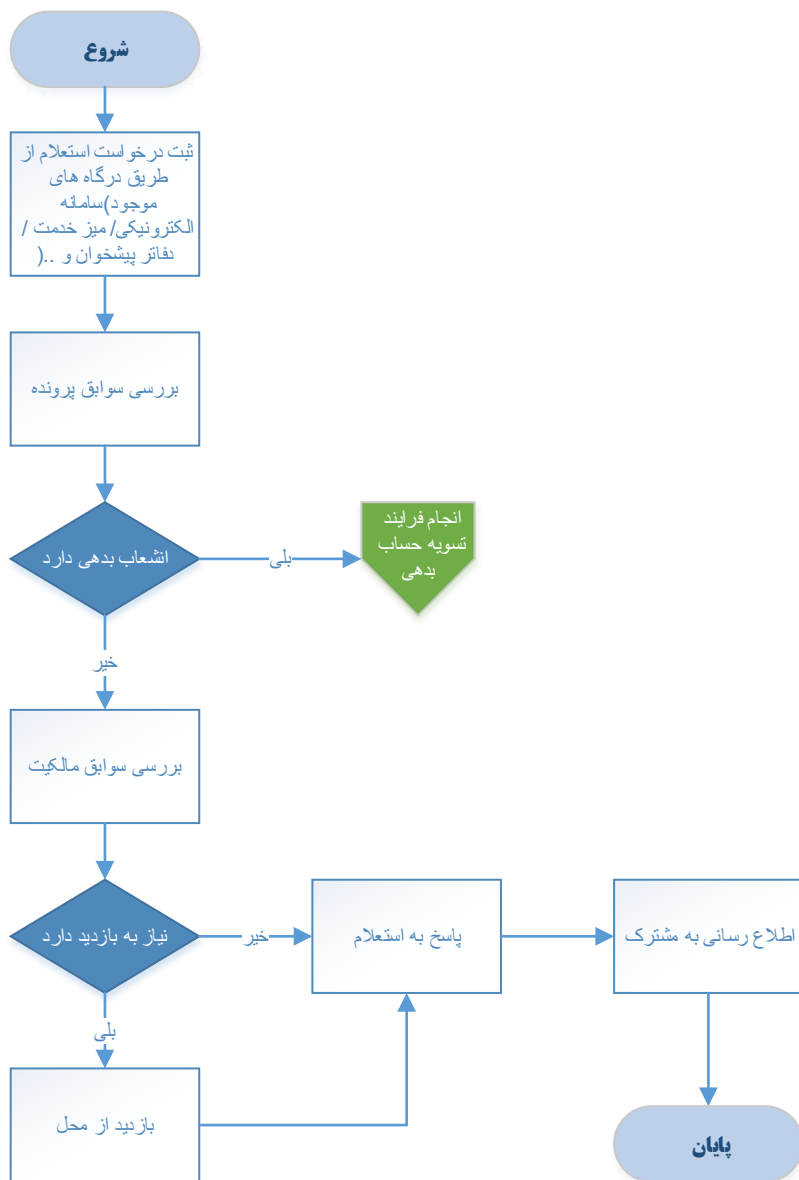 شروع
ثبت درخواست استعلام از
طریق درگاه های
موجود)سامانه
الکترونیکی/ میز خدمت /
دفاتر پیشخوان و ..(
بررسی سوابق پرونده
انشعاب بدهی دارد
بلی
انجام فرایند
تسویه حساب
بدهی
خیر
بررسی سوابق مالکیت
نیاز به بازدید دارد
خیر
پاسخ به استعلام
اطلاع رسانی به مشترک
بلی
بازدید از محل
پایان